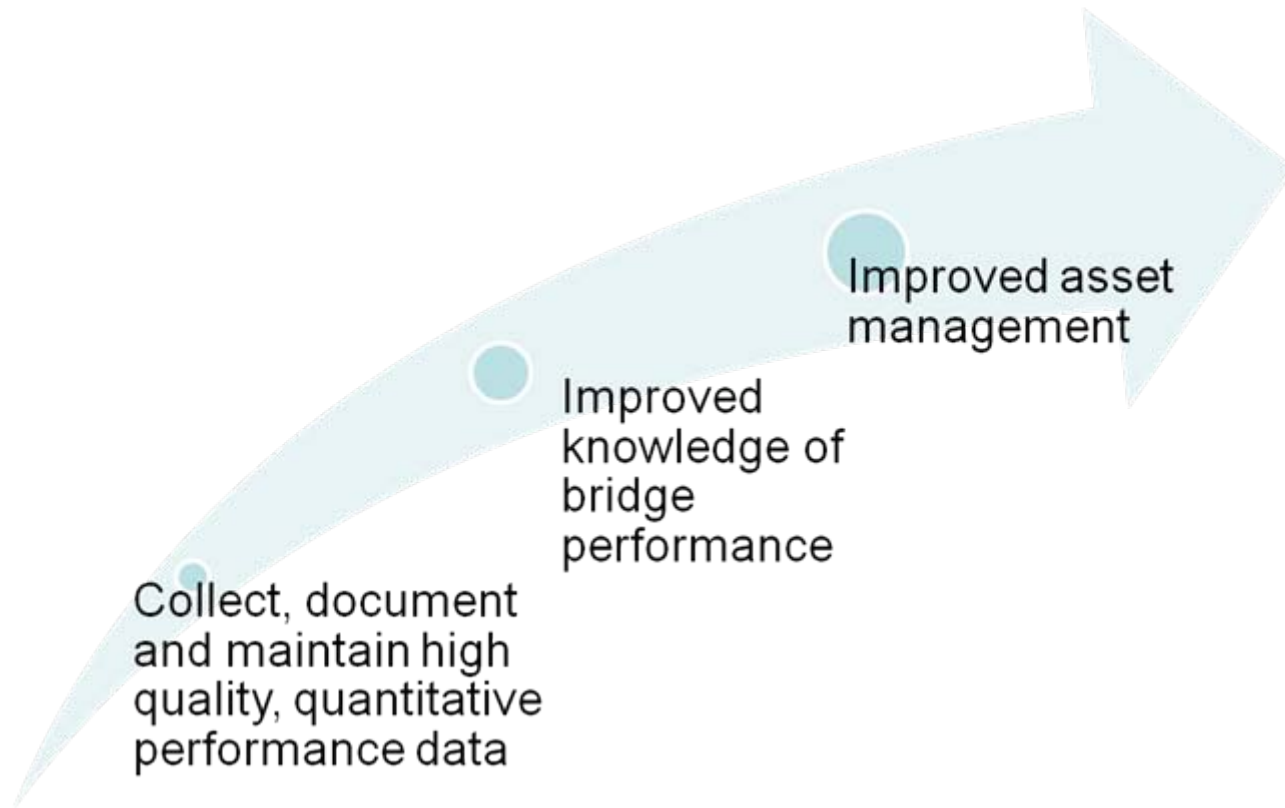 Collect, document
and maintain high
quality, quantitative
performance data
Improved
knowledge of
bridge
performance
Improved asset
management